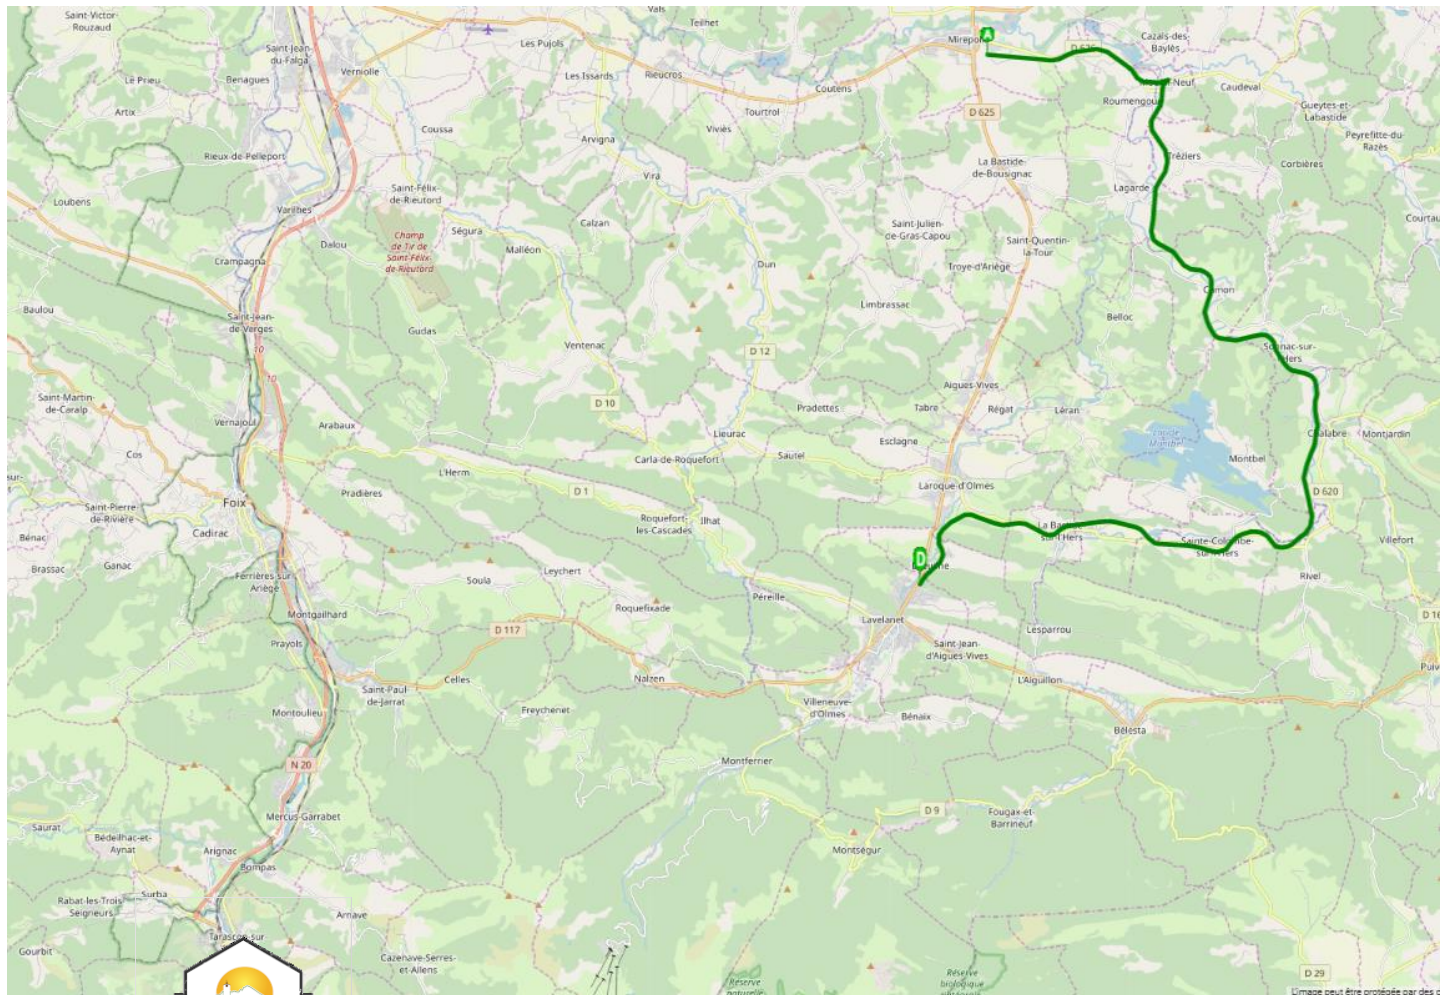 Saint-Victor-
Rouzaud
Vals
Teilhet
Saint-Jean-
du-Falga
Les Pujols
Mirepoix
A
Cazals-des-
Baylès
D 626
Le Prieu
Benagues
Verniolle
Les Issards
Rieucros
Coutens
Caudeval
Roumengoux
Gueytes-et-
Labastide
Artix
Tourtrol
D 625
Coussa
Viviès
Peyrefitte-du-
Razès
Arvigna
Rieux-de-Pelleport
La Bastide-
de-Bousignac
Tréziers
Corbières
Vira
Lagarde
Loubens
Saint-Félix-
de-Rieutord
Varilhes
Ségura
Calzan
Saint-Julien-
de-Gras-Capou
Courtau
Dalou
Champ
de Tir de
Saint-Félix-
de-Rieutord
Malléon
Saint-Quentin-
la-Tour
Crampagna
Dun
Troye-d'Ariège
Camon
Baulou
Limbrassac
Belloc
Saint-Jean-
de-Verges
Gudas
Ventenac
10
D 12
Sonnac-sur-
l'Hers
10
Aigues-Vives
Saint-Martin-
de-Caralp
D 10
Pradettes
Tabre
Régat
Léran
Vernajoul
Arabaux
Lieurac
Esclagne
Chalabre
Montjardin
Cos
Carla-de-Roquefort
Sautel
Montbel
L'Herm
Laroque-d'Olmes
D 1
Pradières
D 620
Foix
Saint-Pierre-
de-Rivière
Roquefort-
les-Cascades
Ilhat
La Bastide-
sur-l'Hers
Cadirac
Bénac
Sainte-Colombe-
sur-l'Hers
Villefort
D
Brassac
Ganac
Leychert
Ferrières-sur-
Ariège
Soula
Rivel
Péreille
Roquefixade
Montgailhard
Lavelanet
D 16
D 117
Lesparrou
Prayols
Saint-Jean-
d'Aigues-Vives
Celles
Nalzen
L'Aiguillon
Puiv
Saint-Paul-
de-Jarrat
Villeneuve-
d'Olmes
Montoulieu
Freychenet
Bénaix
Bélesta
N 20
Montferrier
D 9
Fougax-et-
Barrineuf
Mercus-Garrabet
Saurat
Bédeilhac-et-
Aynat
Arignac
Montségur
Bompas
Surba
Rabat-les-Trois
Seigneurs
Arnave
Tarascon-sur-
Gourbit
Cazenave-Serres-
et-Allens
Réserve
naturelle
Réserve
biologique
D 29
L'image peut être protégée par des